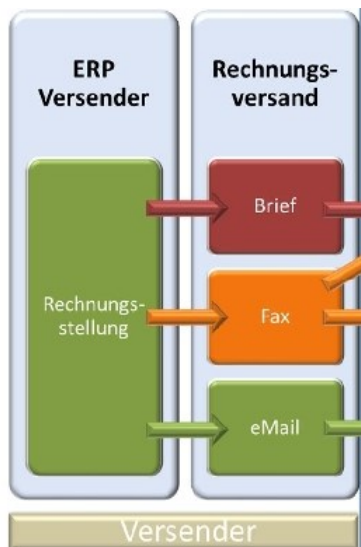 ERP
Versender
Rechnungs-
versand
Rechnungs-
stellung
Brief
Fax
eMail
Versender